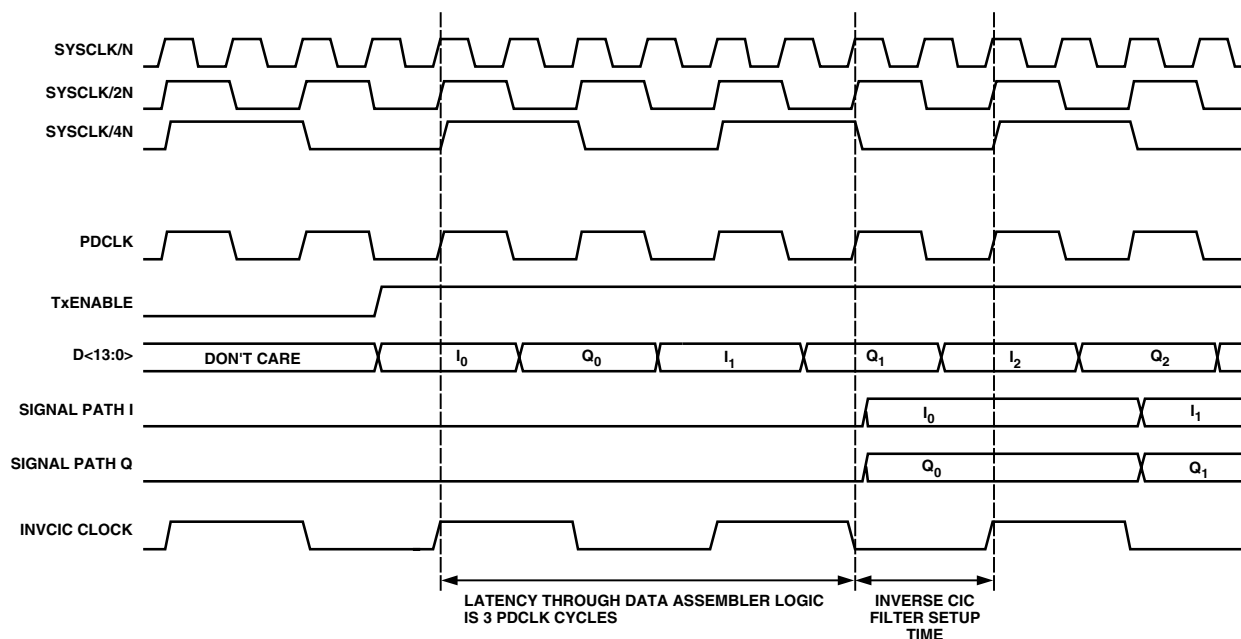 SYSCLK/N
SYSCLK/2N
SYSCLK/4N
PDCLK
TxENABLE
D<13:0>
DON'T CARE
I0
Q0
I1
Q1
I2
Q2
SIGNAL PATH I
I0
I1
SIGNAL PATH Q
Q0
Q1
INVCIC CLOCK
LATENCY THROUGH DATA ASSEMBLER LOGIC
IS 3 PDCLK CYCLES
INVERSE CIC
FILTER SETUP
TIME